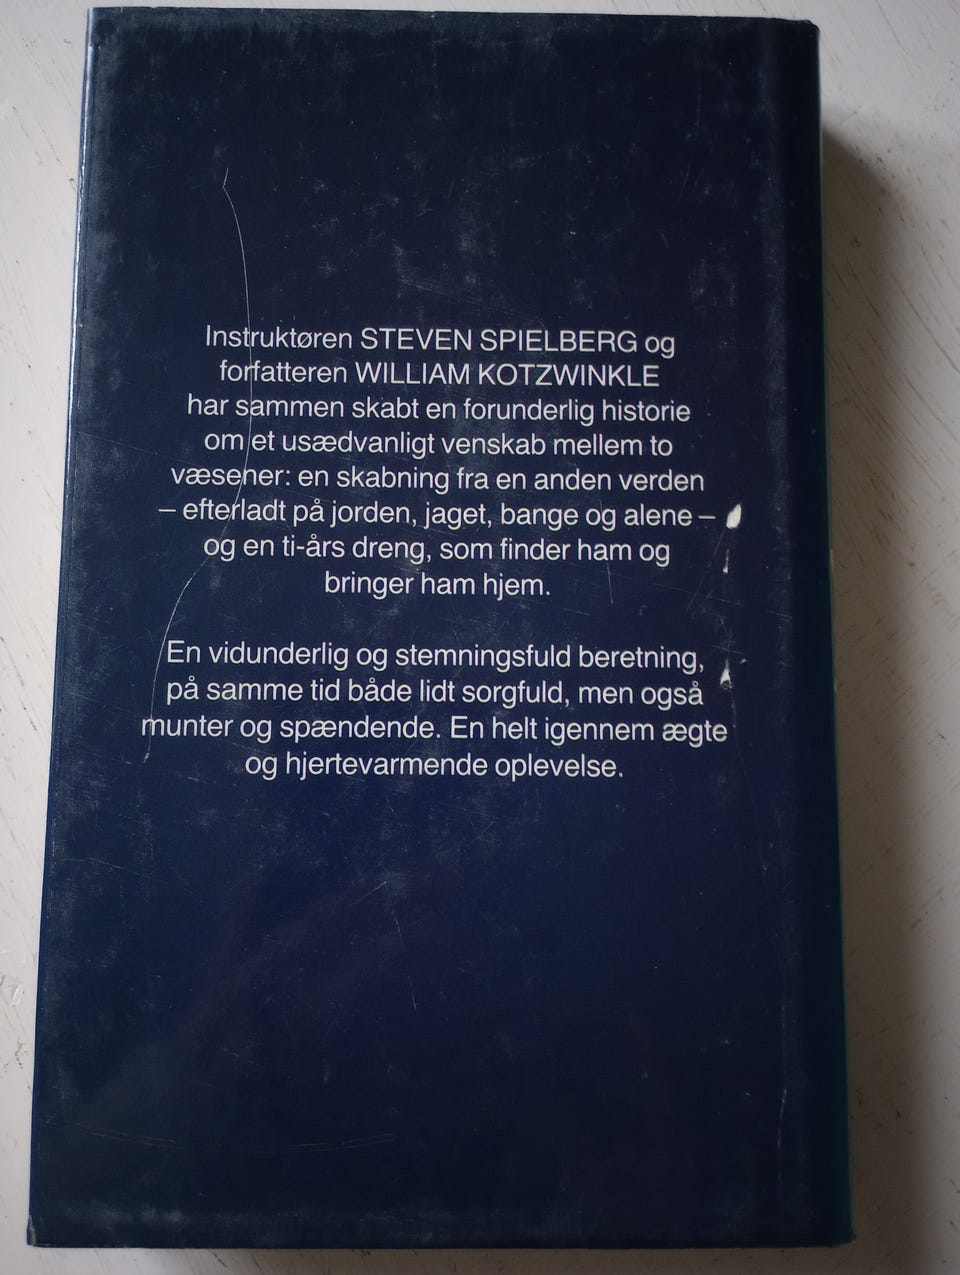 Instruktøren STEVEN SPIELBERG og
forfatteren WILLIAM KOTZWINKLE
har sammen skabt en forunderlig historie
om et usædvanligt venskab mellem to
væsener: en skabning fra en anden verden
– efterladt på jorden, jaget, bange og alene –
og en ti-års dreng, som finder ham og
bringer ham hjem.
En vidunderlig og stemningsfuld beretning,
på samme tid både lidt sorgfuld, men også
munter og spændende. En helt igennem ægte
og hjertevarmende oplevelse.